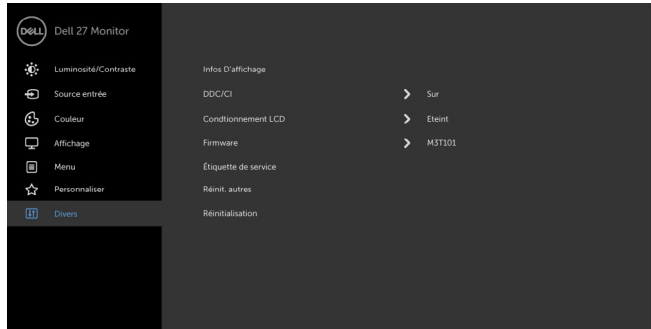 DELL Dell 27 Monitor
Luminosité/Contraste Infos D'affichage
Source entrée DDC/CI Sur
Couleur Condtionnement LCD Eteint
Affichage Firmware M3T101
Menu Étiquette de service
Personnaliser Réinit. autres
Divers Réinitialisation